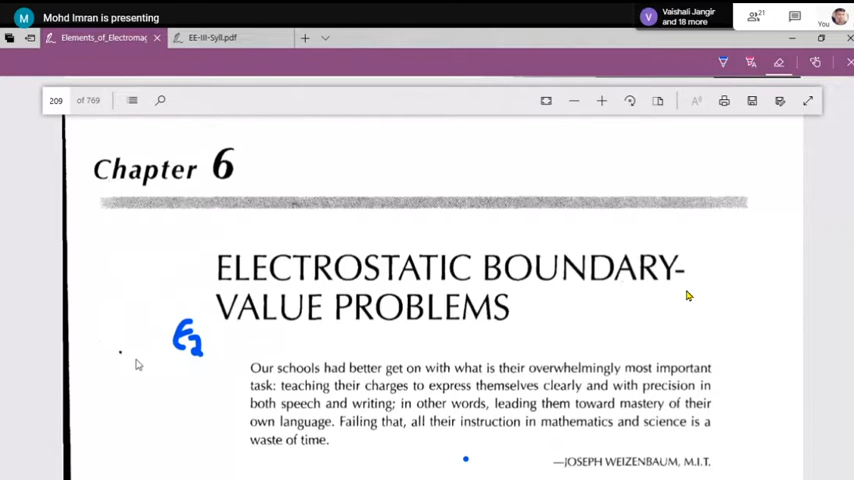 M Mohd Imran is presenting
V Vaishali Jangir
and 18 more
21
You
Elements_of_Electromag
EE-III-Syll.pdf
209 of 769
Chapter 6
ELECTROSTATIC BOUNDARY-
VALUE PROBLEMS
E2
Our schools had better get on with what is their overwhelmingly most important
task: teaching their charges to express themselves clearly and with precision in
both speech and writing; in other words, leading them toward mastery of their
own language. Failing that, all their instruction in mathematics and science is a
waste of time.
—JOSEPH WEIZENBAUM, M.I.T.